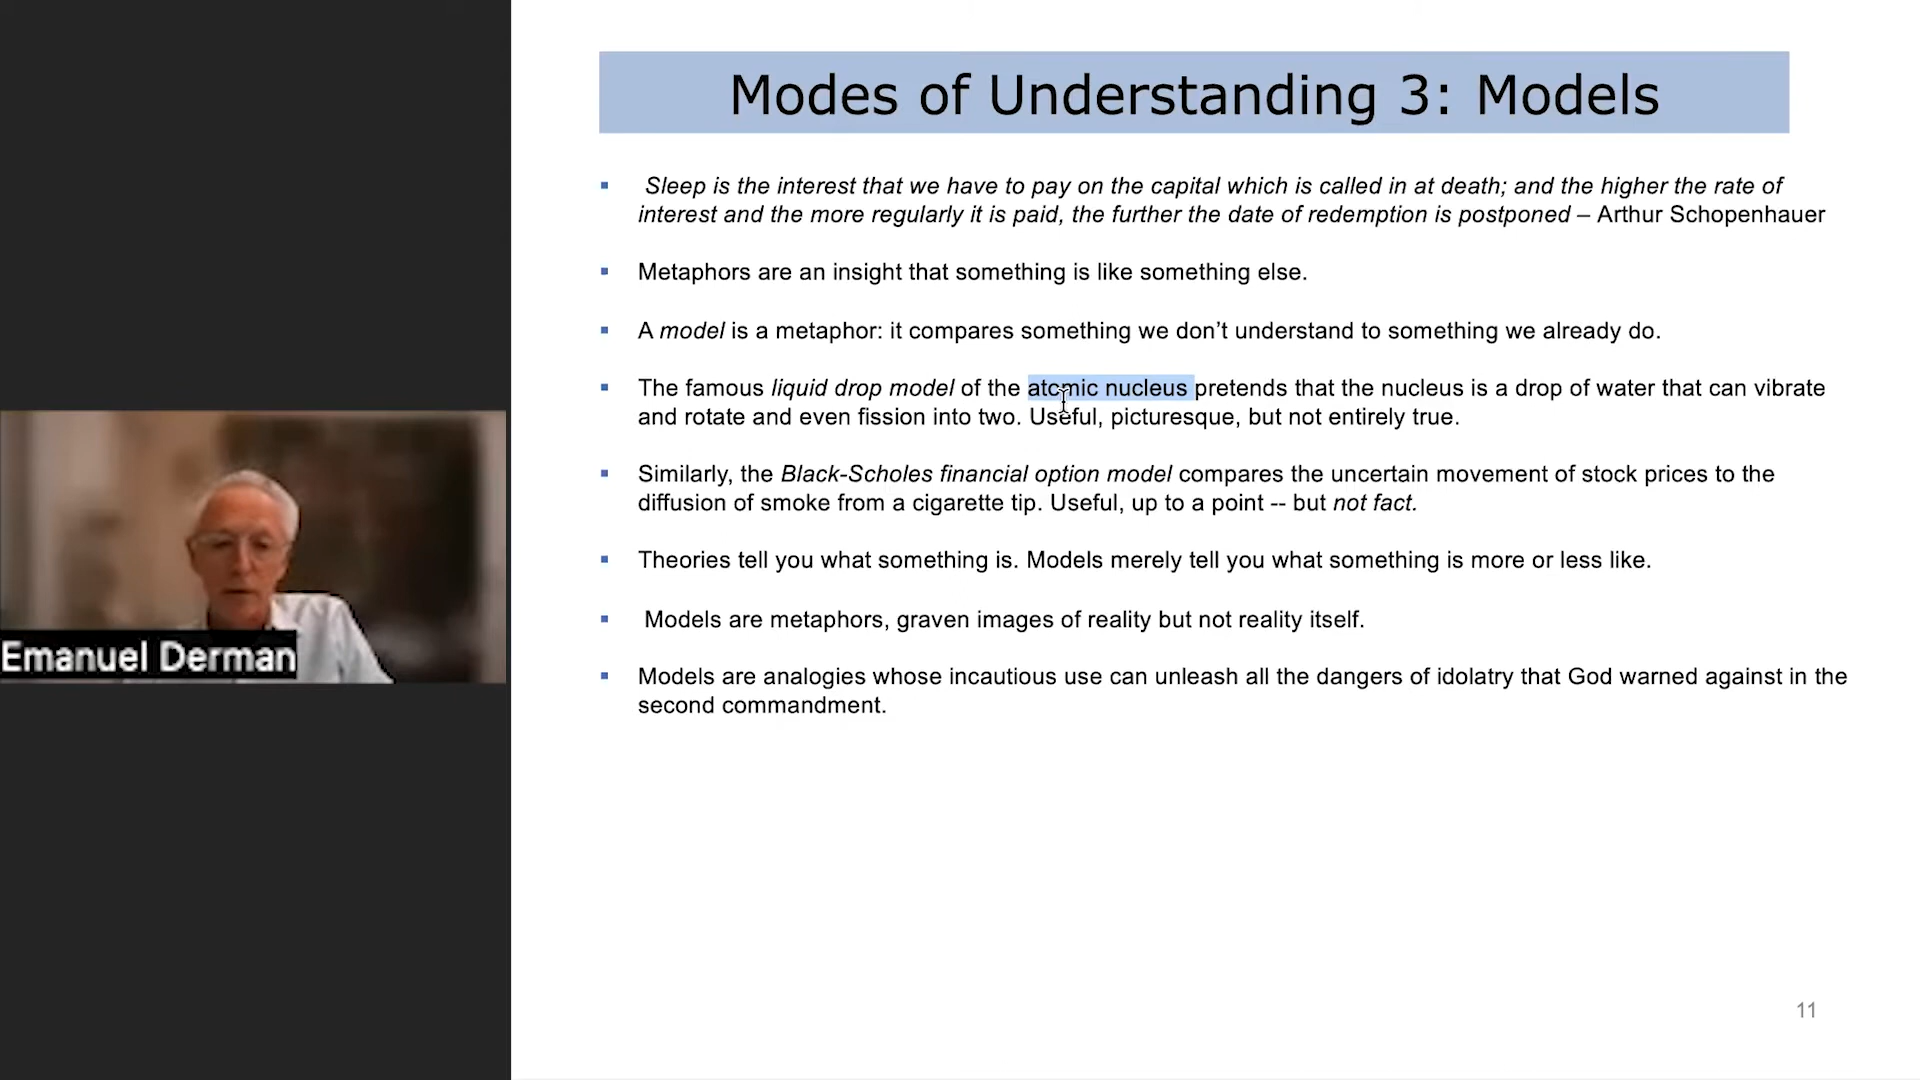 Modes of Understanding 3: Models
Sleep is the interest that we have to pay on the capital which is called in at death; and the higher the rate of
interest and the more regularly it is paid, the further the date of redemption is postponed – Arthur Schopenhauer
Metaphors are an insight that something is like something else.
A model is a metaphor: it compares something we don’t understand to something we already do.
The famous liquid drop model of the atomic nucleus pretends that the nucleus is a drop of water that can vibrate
and rotate and even fission into two. Useful, picturesque, but not entirely true.
Similarly, the Black-Scholes financial option model compares the uncertain movement of stock prices to the
diffusion of smoke from a cigarette tip. Useful, up to a point -- but not fact.
Theories tell you what something is. Models merely tell you what something is more or less like.
Models are metaphors, graven images of reality but not reality itself.
Models are analogies whose incautious use can unleash all the dangers of idolatry that God warned against in the
second commandment.
Emanuel Derman
11